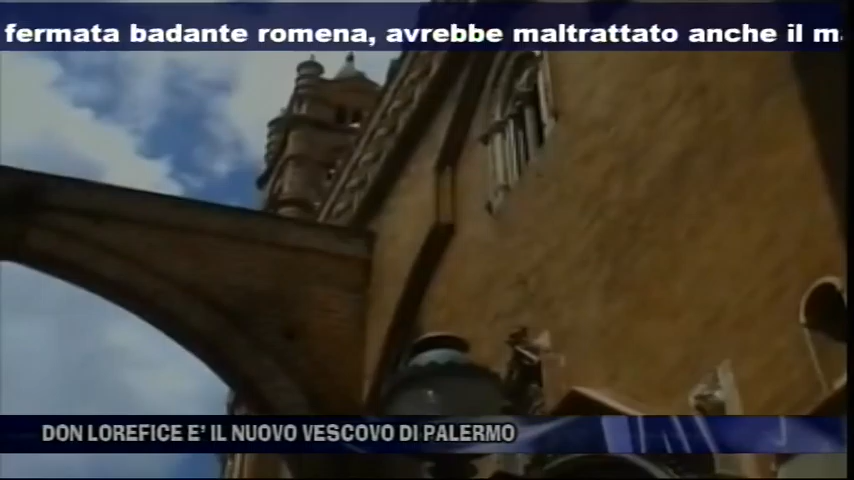 fermata badante romena, avrebbe maltrattato anche il
DON LOREFICE E' IL NUOVO VESCOVO DI PALERMO